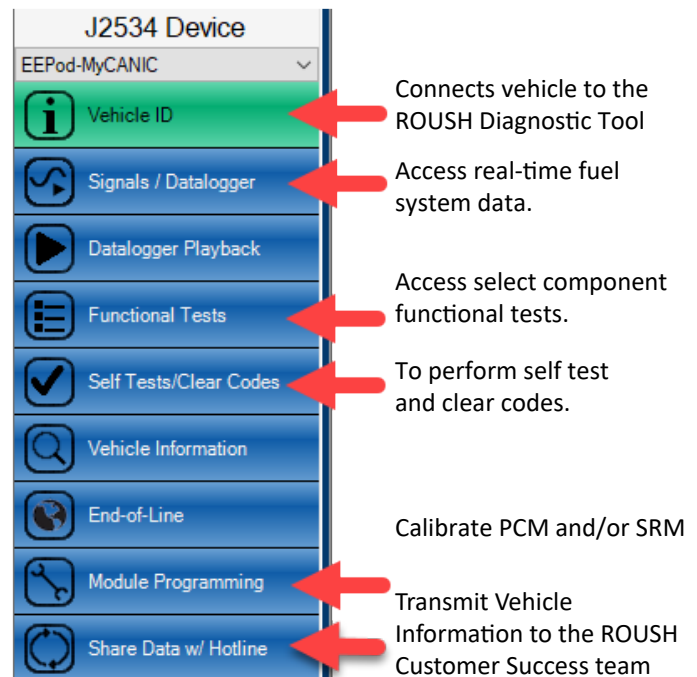 J2534 Device
EEPod-MyCANIC
Vehicle ID
Connects vehicle to the
ROUSH Diagnostic Tool
Signals / Datalogger
Access real-time fuel
system data.
Datalogger Playback
Functional Tests
Access select component
functional tests.
Self Tests/Clear Codes
To perform self test
and clear codes.
Vehicle Information
End-of-Line
Calibrate PCM and/or SRM
Module Programming
Share Data w/ Hotline
Transmit Vehicle
Information to the ROUSH
Customer Success team